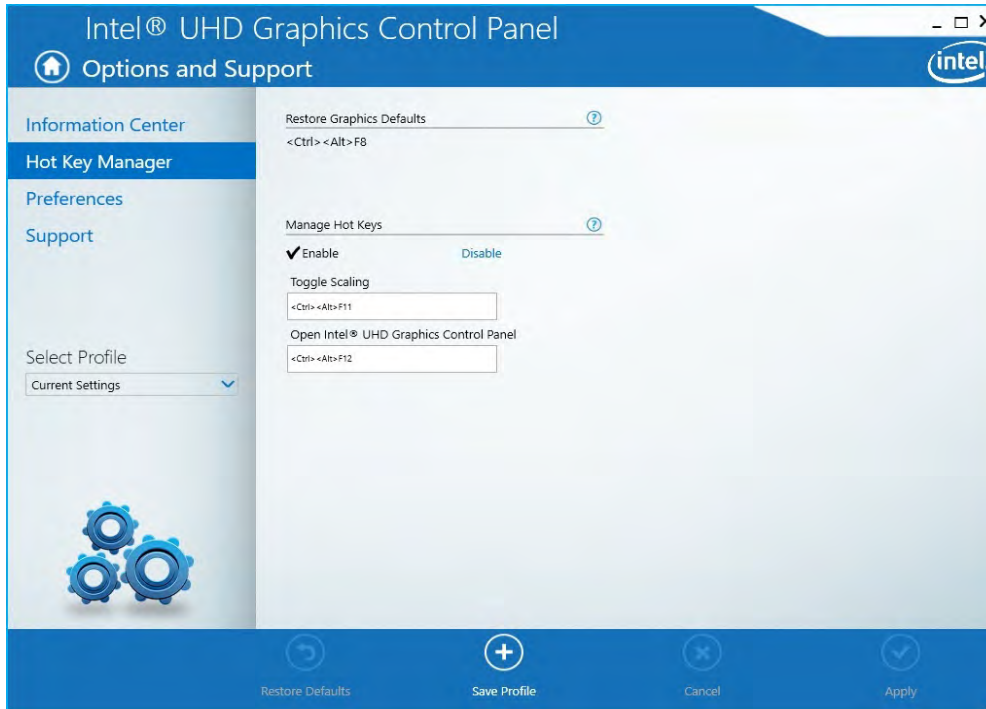 Intel® UHD Graphics Control Panel
Options and Support
intel
Information Center
Hot Key Manager
Preferences
Support
Select Profile
Current Settings
Restore Graphics Defaults
<Ctrl><Alt>F8
Manage Hot Keys
Enable
Disable
Toggle Scaling
<Ctrl><Alt>F11
Open Intel® UHD Graphics Control Panel
<Ctrl><Alt>F12
Restore Defaults
Save Profile
Cancel
Apply